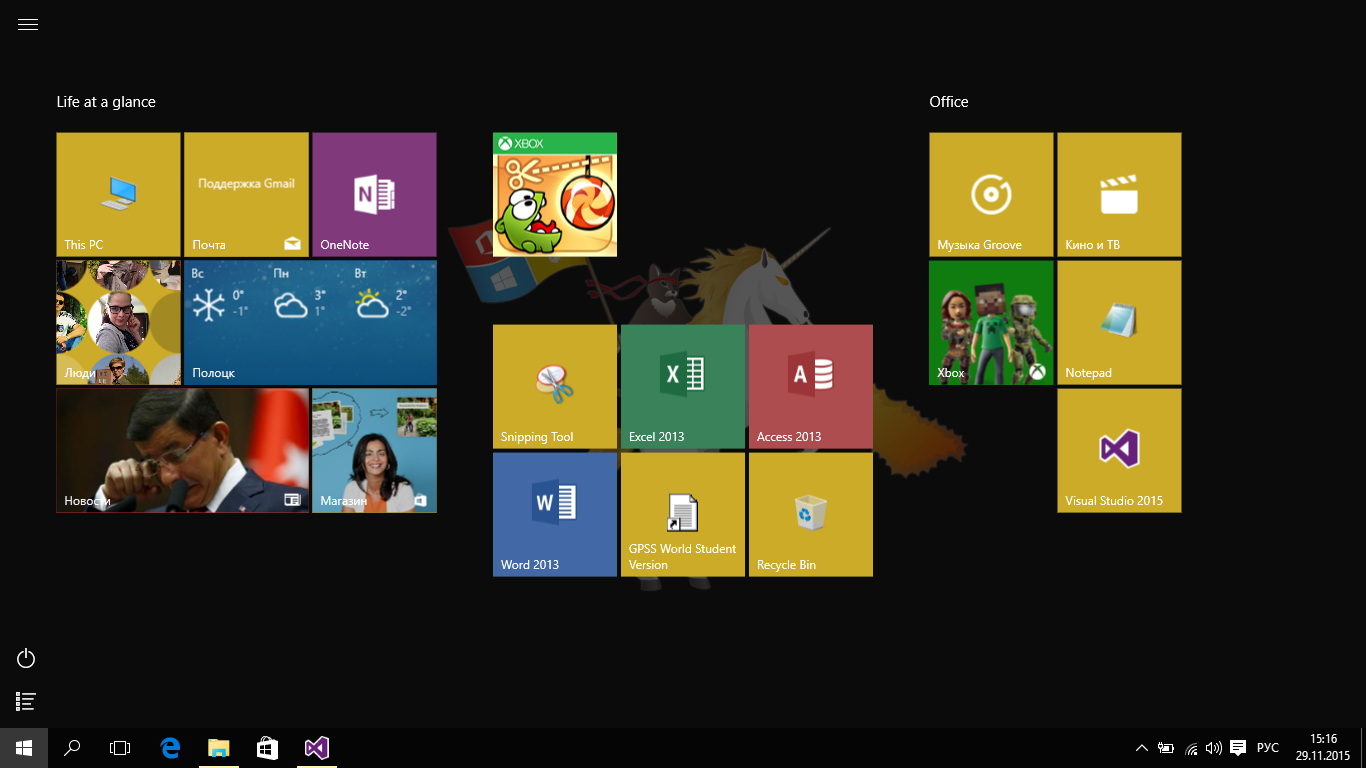 Life at a glance
This PC
Поддержка Gmail
Почта
N
OneNote
Люди
Вс
0°
-1°
Пн
3°
1°
Вт
2°
-2°
Полоцк
Новости
Магазин
XBOX
Snipping Tool
X
Excel 2013
A
Access 2013
W
Word 2013
GPSS World Student
Version
Recycle Bin
Office
Музыка Groove
Кино и ТВ
Xbox
Notepad
Visual Studio 2015
РУС
15:16
29.11.2015